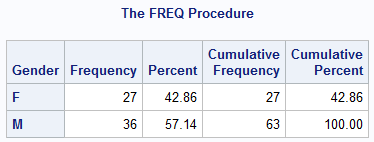 The FREQ Procedure
Gender Frequency Percent Cumulative Frequency Cumulative Percent
F 27 42.86 27 42.86
M 36 57.14 63 100.00